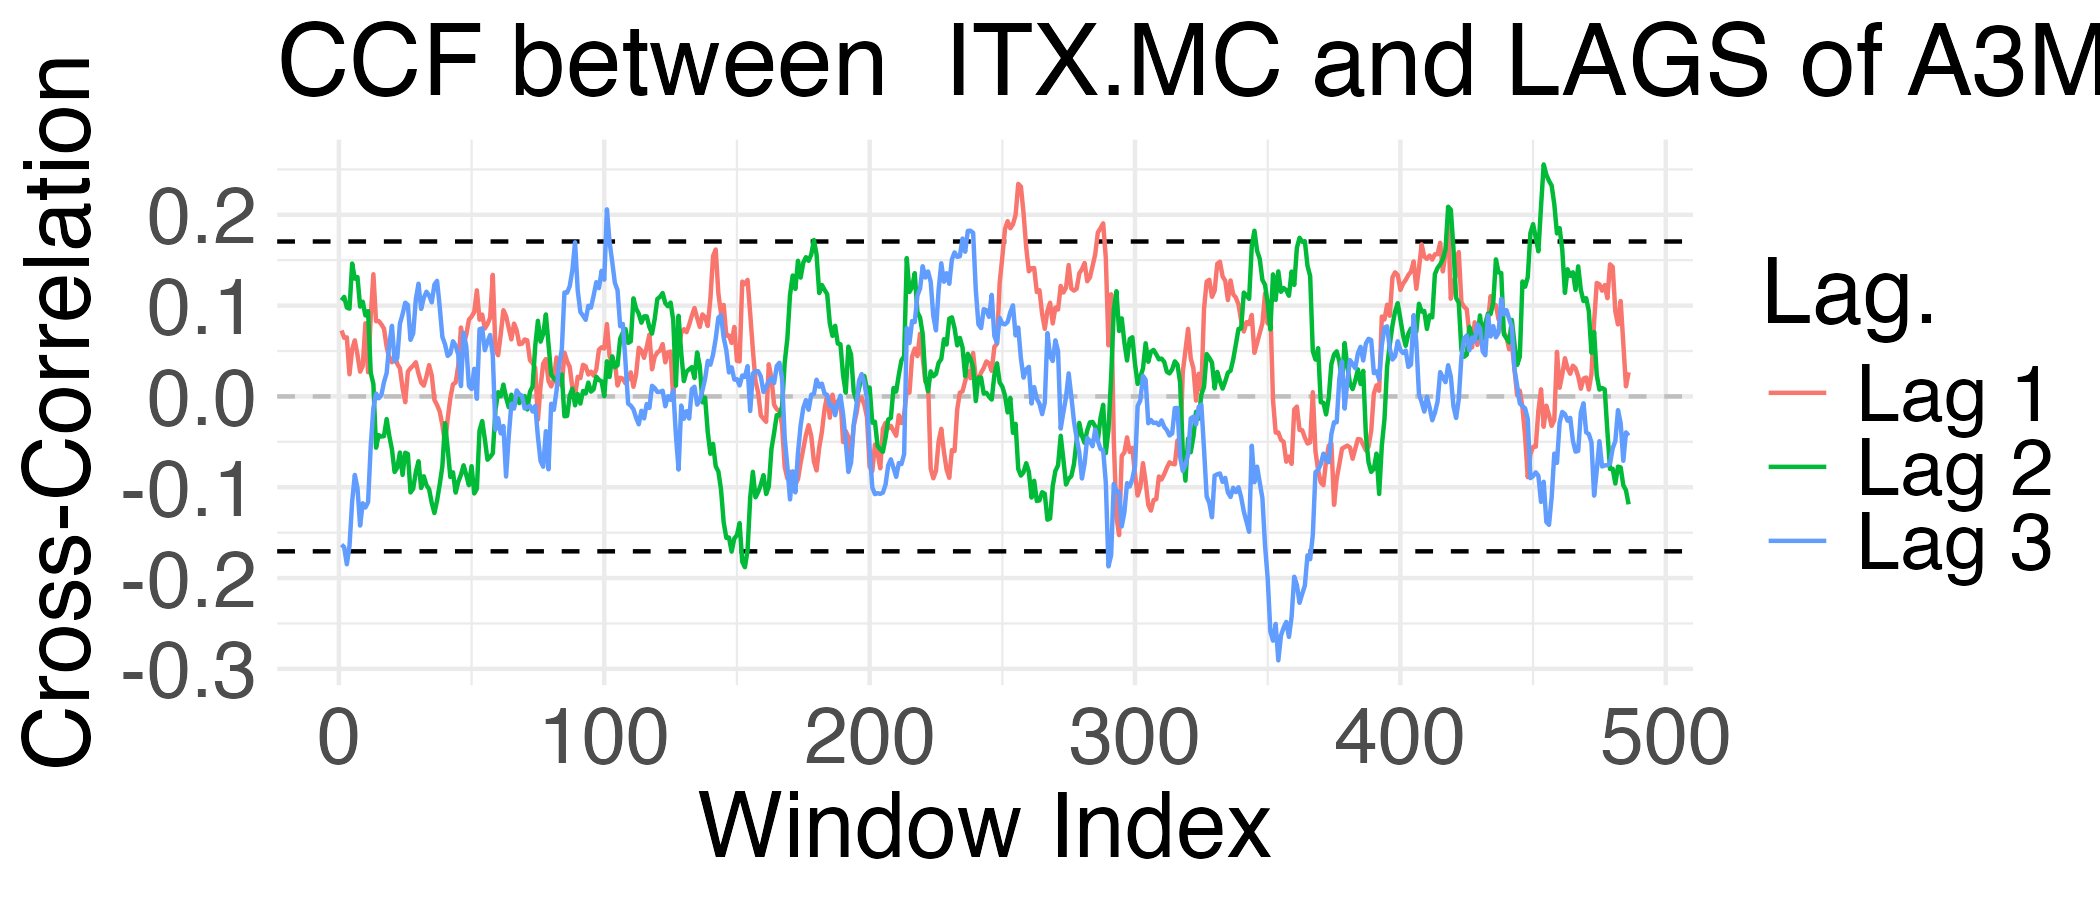 CCF between  ITX.MC and LAGS of A3M
Cross-Correlation
0.2
0.1
0.0
-0.1
-0.2
-0.3
0
100
200
300
400
500
Window Index
Lag.
Lag 1
Lag 2
Lag 3